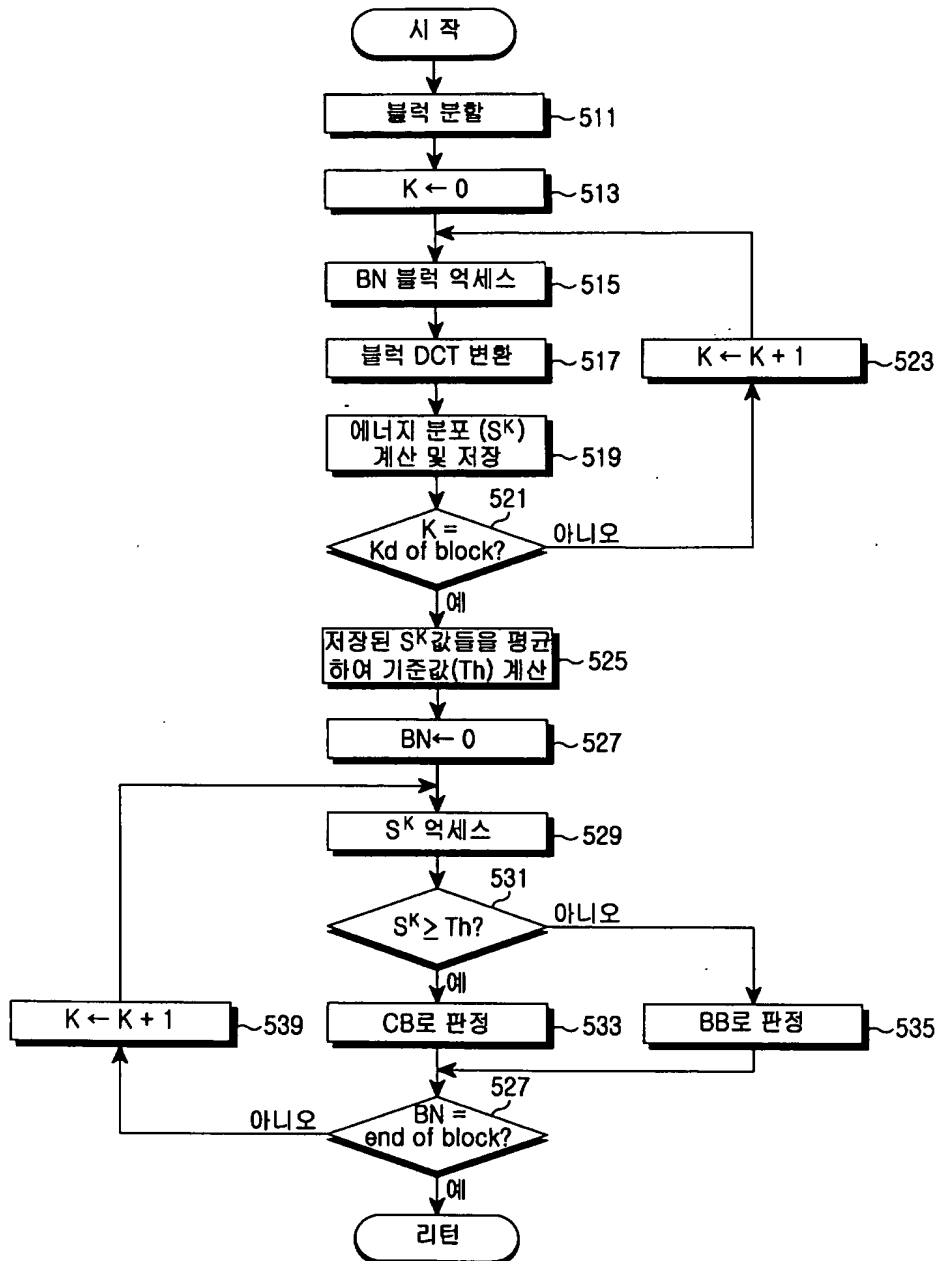 시 작
블럭 분할
511
K ← 0
513
BN 블럭 억세스
515
블럭 DCT 변환
517
K ← K + 1
523
에너지 분포 (S^K)
계산 및 저장
519
521
K =
Kd of block?
아니오
예
저장된 S^K값들을 평균
하여 기준값(Th) 계산
525
BN← 0
527
S^K 억세스
529
531
S^K ≥ Th?
아니오
예
K ← K + 1
539
CB로 판정
533
BB로 판정
535
527
BN =
end of block?
아니오
예
리턴